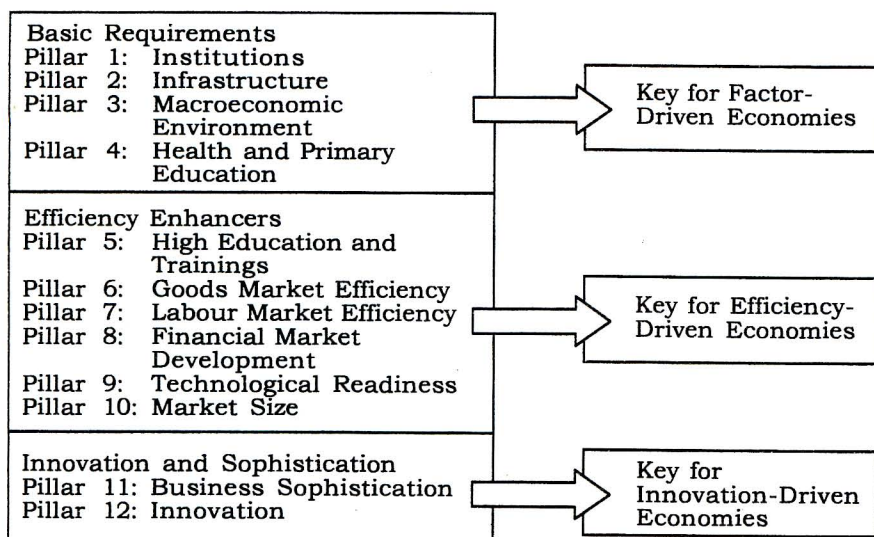 Basic Requirements
Pillar 1: Institutions
Pillar 2: Infrastructure
Pillar 3: Macroeconomic
Environment
Pillar 4: Health and Primary
Education
Key for Factor-
Driven Economies
Efficiency Enhancers
Pillar 5: High Education and
Trainings
Pillar 6: Goods Market Efficiency
Pillar 7: Labour Market Efficiency
Pillar 8: Financial Market
Development
Pillar 9: Technological Readiness
Pillar 10: Market Size
Key for Efficiency-
Driven Economies
Innovation and Sophistication
Pillar 11: Business Sophistication
Pillar 12: Innovation
Key for
Innovation-Driven
Economies